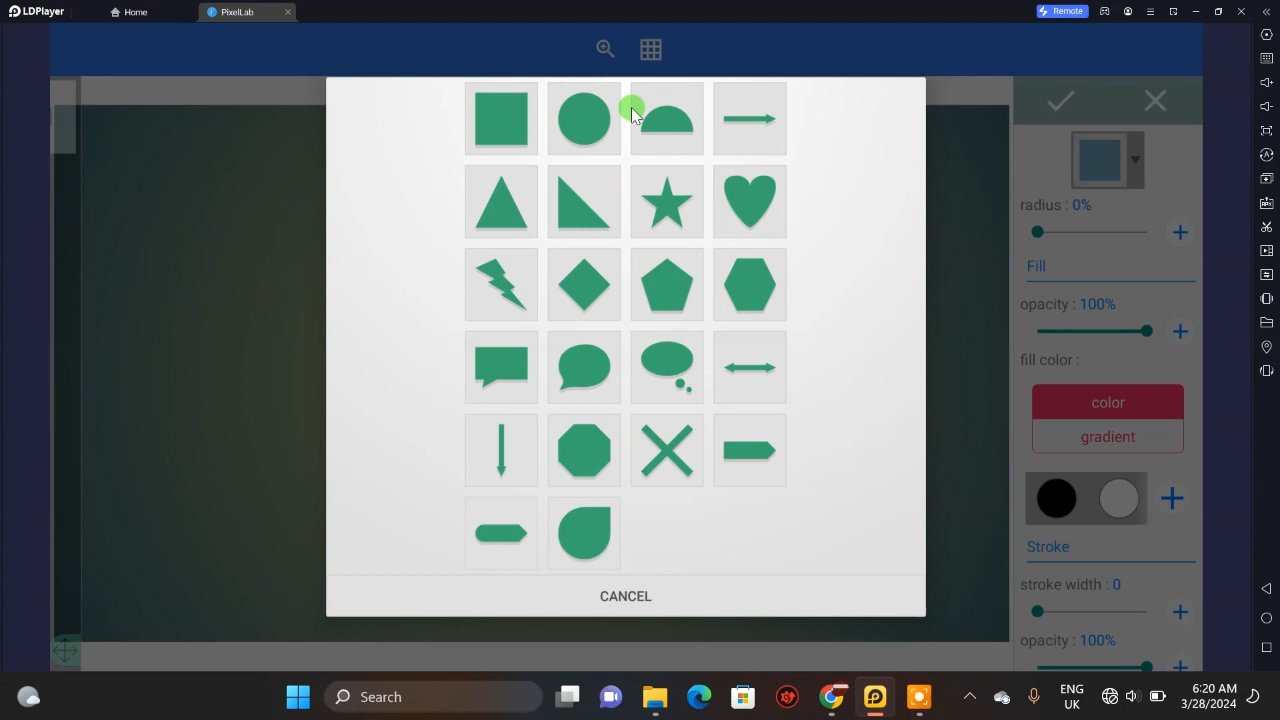 LDPlayer
Home
PixelLab
Remote
radius : 0%
Fill
opacity : 100%
fill color :
color
gradient
Stroke
stroke width : 0
opacity : 100%
CANCEL
Search
ENG
UK
6:20 AM
3/28/2024